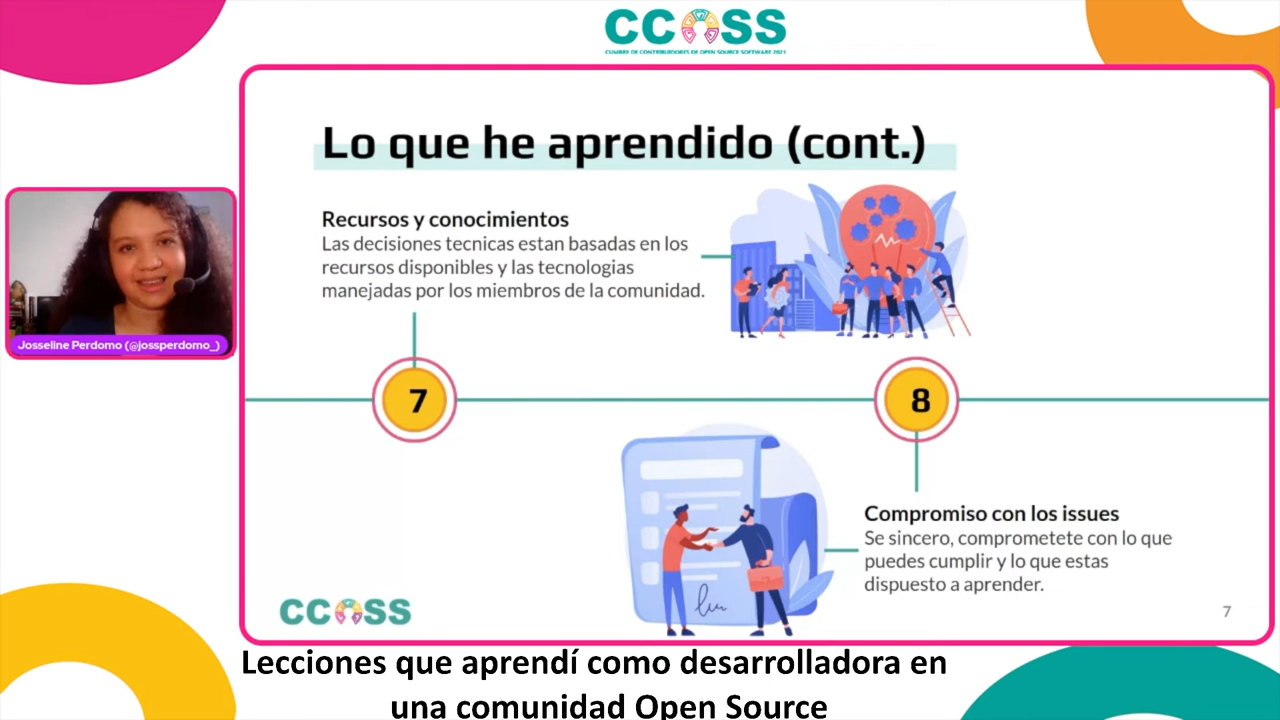 CCOSS
CUMBRE DE CONTRIBUIDORES DE OPEN SOURCE SOFTWARE 2021
Lo que he aprendido (cont.)
Recursos y conocimientos
Las decisiones tecnicas estan basadas en los
recursos disponibles y las tecnologias
manejadas por los miembros de la comunidad.
Josseline Perdomo (@jossperdomo_)
7
8
Compromiso con los issues
Se sincero, comprometete con lo que
puedes cumplir y lo que estas
dispuesto a aprender.
CCOSS
7
Lecciones que aprendí como desarrolladora en
una comunidad Open Source